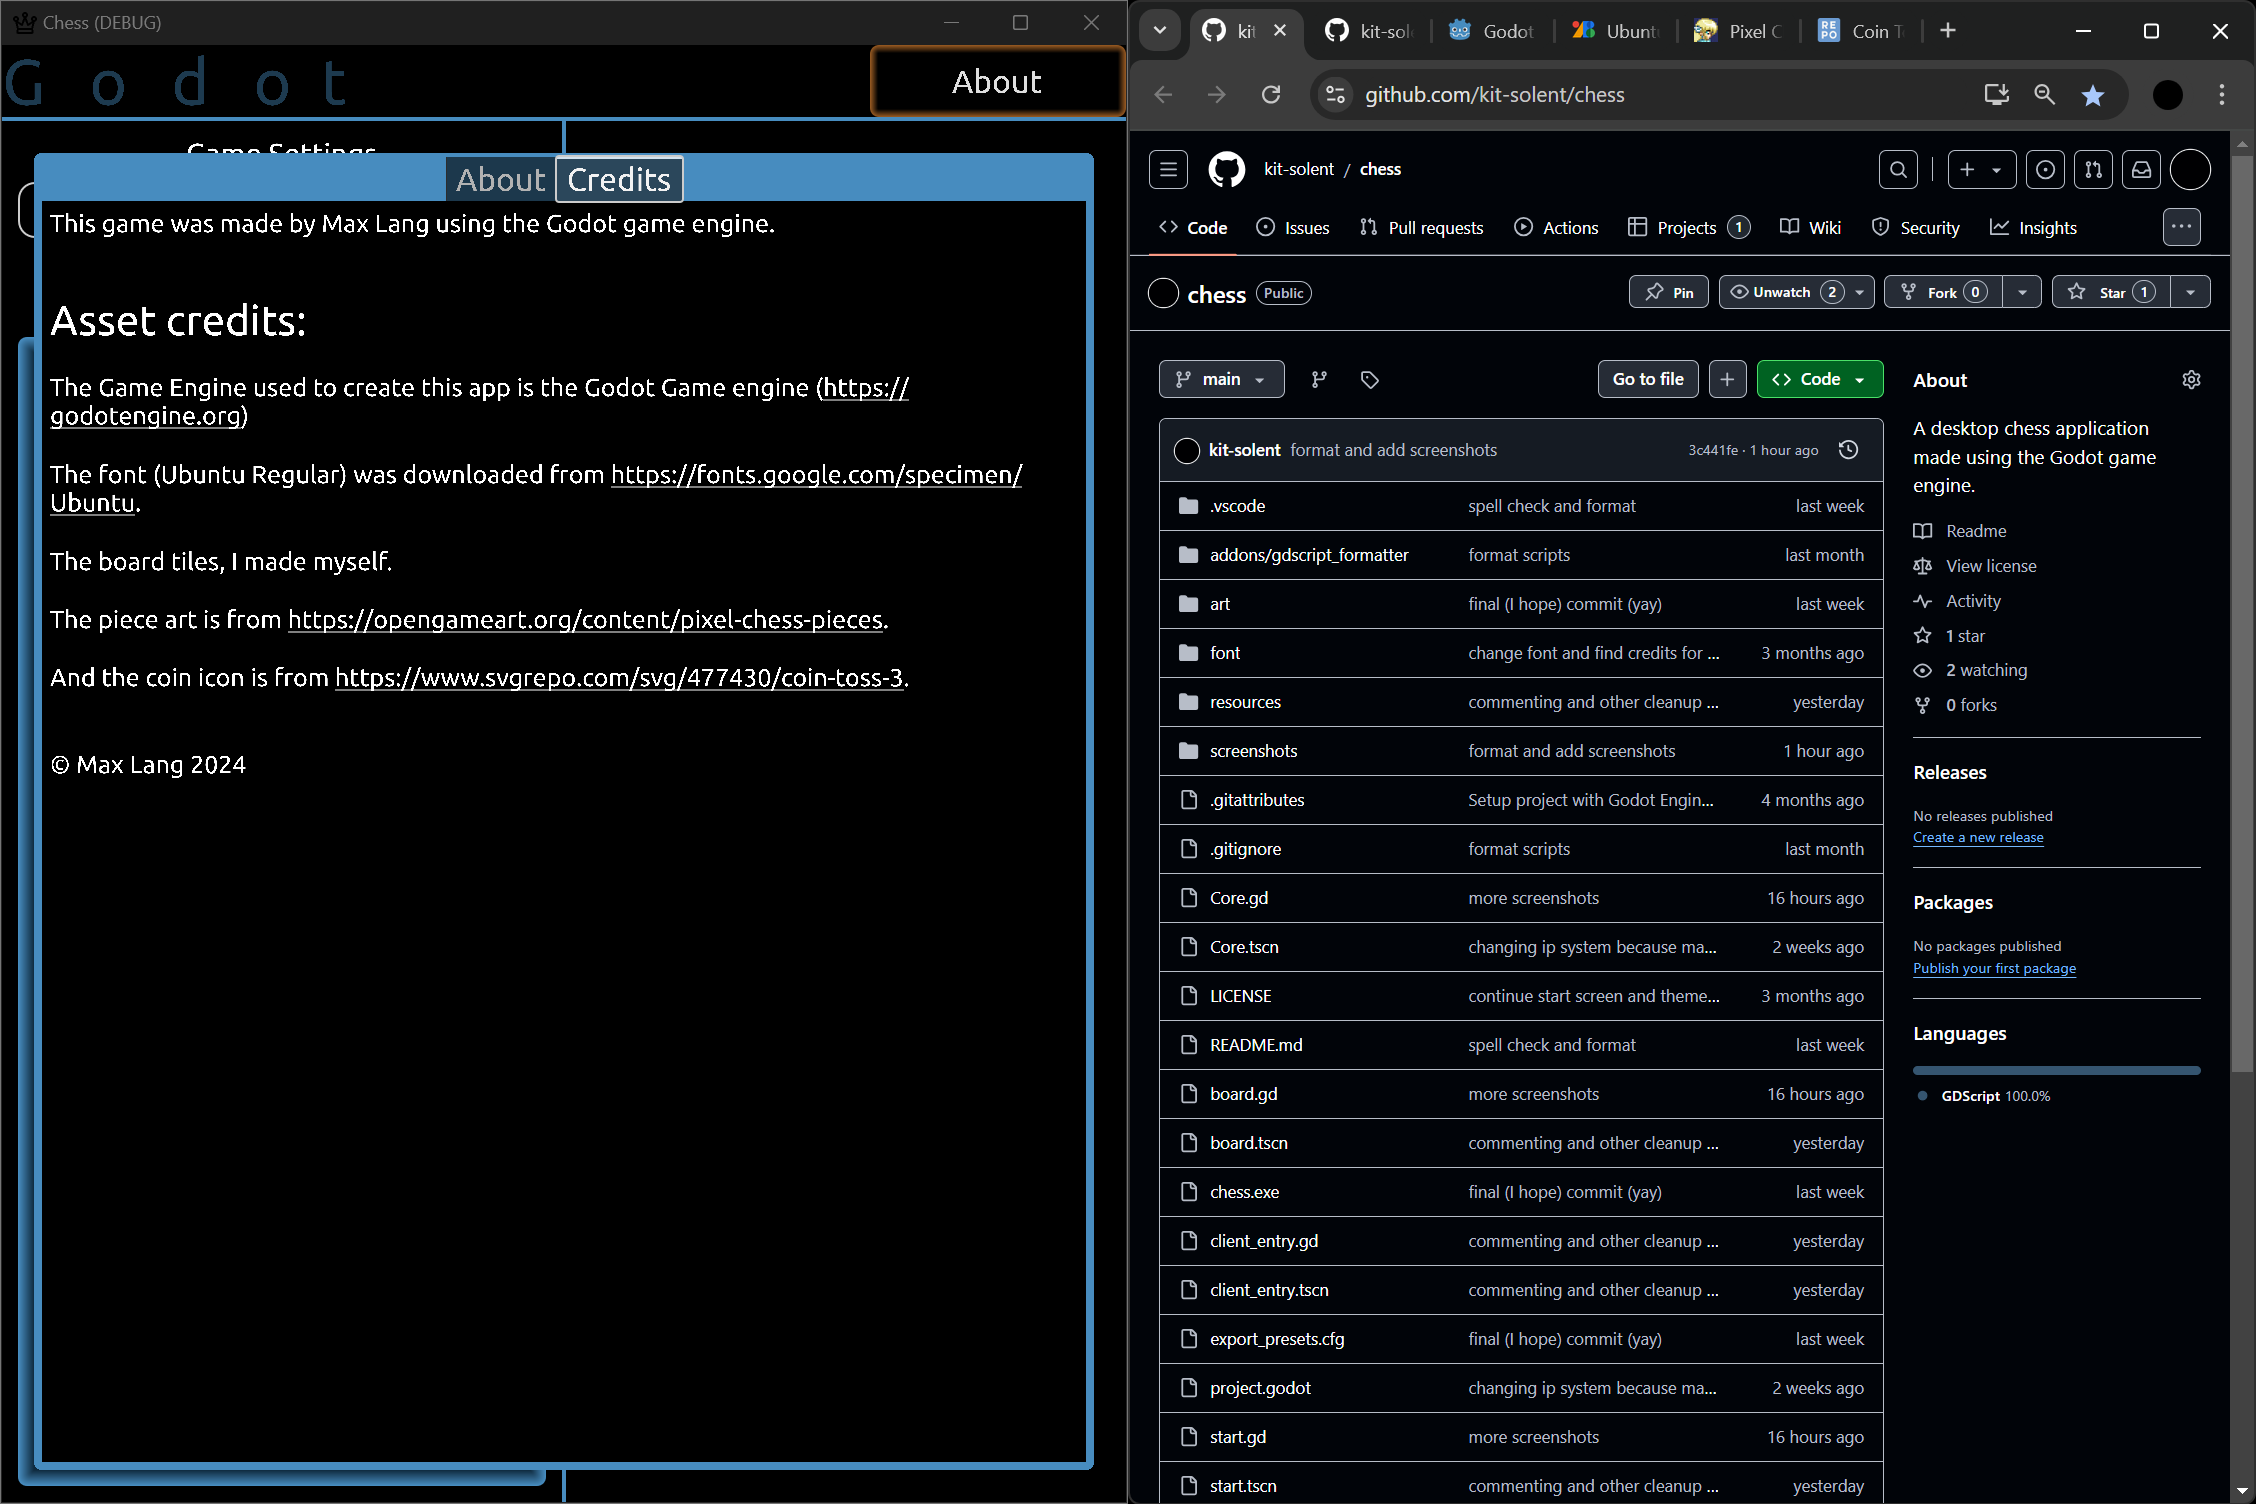 Chess (DEBUG)
Godot
About
Game Settings
About Credits
This game was made by Max Lang using the Godot game engine.
Asset credits:
The Game Engine used to create this app is the Godot Game engine (https://
godotengine.org)
The font (Ubuntu Regular) was downloaded from https://fonts.google.com/specimen/
Ubuntu.
The board tiles, I made myself.
The piece art is from https://opengameart.org/content/pixel-chess-pieces.
And the coin icon is from https://www.svgrepo.com/svg/477430/coin-toss-3.
© Max Lang 2024
kit kit-sol Godot Ubunt Pixel C RE PO Coin T
github.com/kit-solent/chess
kit-solent / chess
Code Issues Pull requests Actions Projects 1 Wiki Security Insights
chess Public Pin Unwatch 2 Fork 0 Star 1
main Go to file Code
kit-solent format and add screenshots 3c441fe · 1 hour ago
.vscode spell check and format last week
addons/gdscript_formatter format scripts last month
art final (I hope) commit (yay) last week
font change font and find credits for ... 3 months ago
resources commenting and other cleanup ... yesterday
screenshots format and add screenshots 1 hour ago
.gitattributes Setup project with Godot Engin... 4 months ago
.gitignore format scripts last month
Core.gd more screenshots 16 hours ago
Core.tscn changing ip system because ma... 2 weeks ago
LICENSE continue start screen and theme... 3 months ago
README.md spell check and format last week
board.gd more screenshots 16 hours ago
board.tscn commenting and other cleanup ... yesterday
chess.exe final (I hope) commit (yay) last week
client_entry.gd commenting and other cleanup ... yesterday
client_entry.tscn commenting and other cleanup ... yesterday
export_presets.cfg final (I hope) commit (yay) last week
project.godot changing ip system because ma... 2 weeks ago
start.gd more screenshots 16 hours ago
start.tscn commenting and other cleanup ... yesterday
About
A desktop chess application
made using the Godot game
engine.
Readme
View license
Activity
1 star
2 watching
0 forks
Releases
No releases published
Create a new release
Packages
No packages published
Publish your first package
Languages
GDScript 100.0%